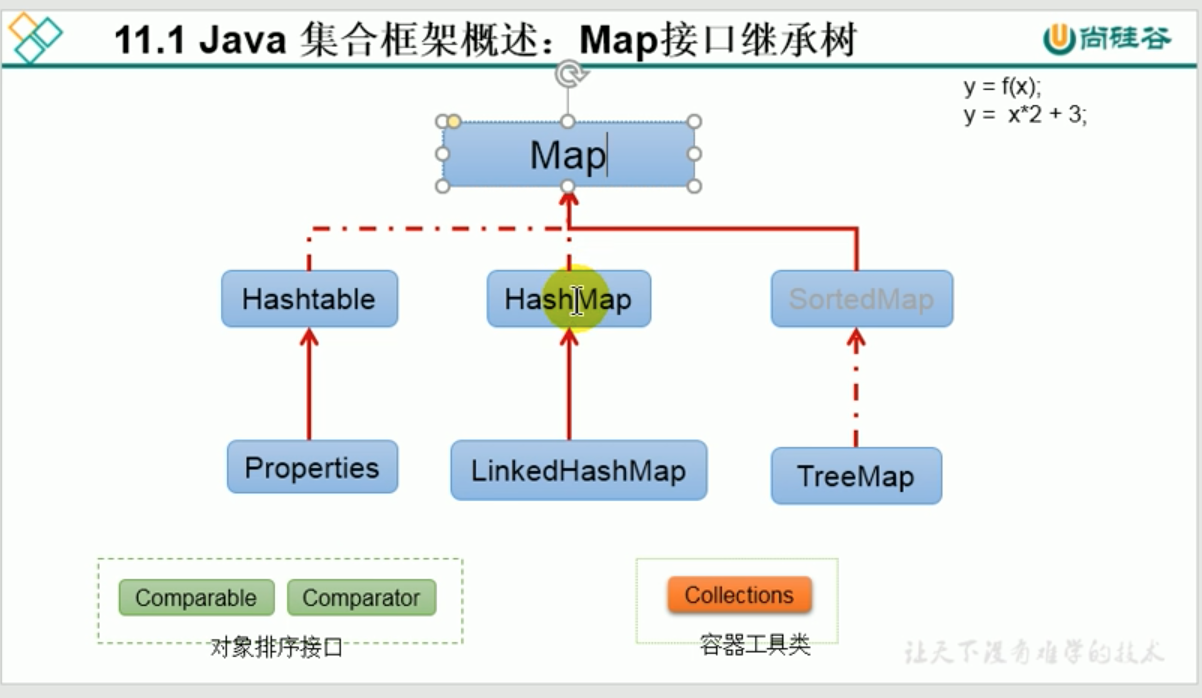 11.1 Java 集合框架概述：Map接口继承树
尚硅谷
y = f(x);
y = x*2 + 3;
Map
Hashtable
HashMap
SortedMap
Properties
LinkedHashMap
TreeMap
Comparable
Comparator
对象排序接口
Collections
容器工具类
让天下没有难学的技术